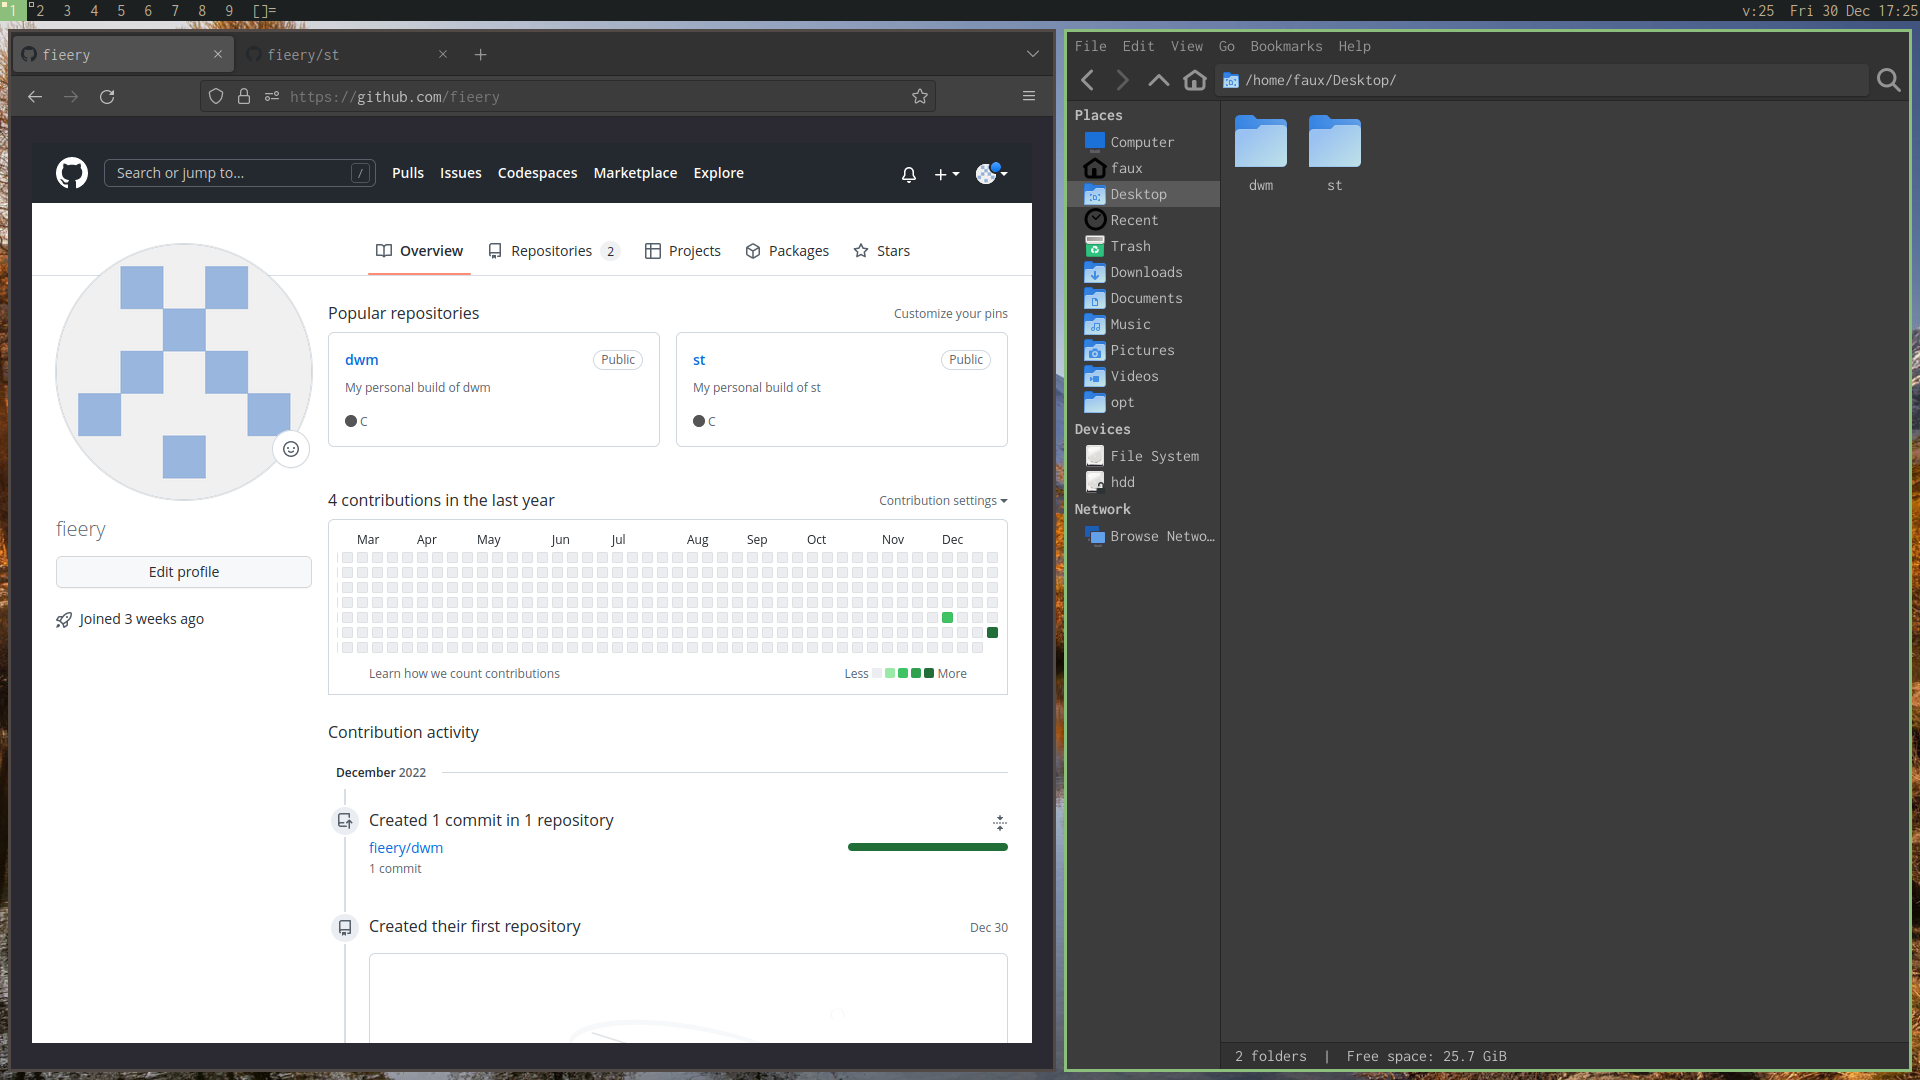 1 2 3 4 5 6 7 8 9 []= v:25 Fri 30 Dec 17:25
fieery fieery/st
https://github.com/fieery
Search or jump to... / Pulls Issues Codespaces Marketplace Explore
Overview Repositories 2 Projects Packages Stars
Popular repositories Customize your pins
dwm Public
My personal build of dwm
C
st Public
My personal build of st
C
4 contributions in the last year Contribution settings
Mar Apr May Jun Jul Aug Sep Oct Nov Dec
Learn how we count contributions Less More
fieery
Edit profile
Joined 3 weeks ago
Contribution activity
December 2022
Created 1 commit in 1 repository
fieery/dwm
1 commit
Created their first repository Dec 30
File Edit View Go Bookmarks Help
/home/faux/Desktop/
Places
Computer
faux
Desktop
Recent
Trash
Downloads
Documents
Music
Pictures
Videos
opt
Devices
File System
hdd
Network
Browse Netwo…
dwm st
2 folders | Free space: 25.7 GiB